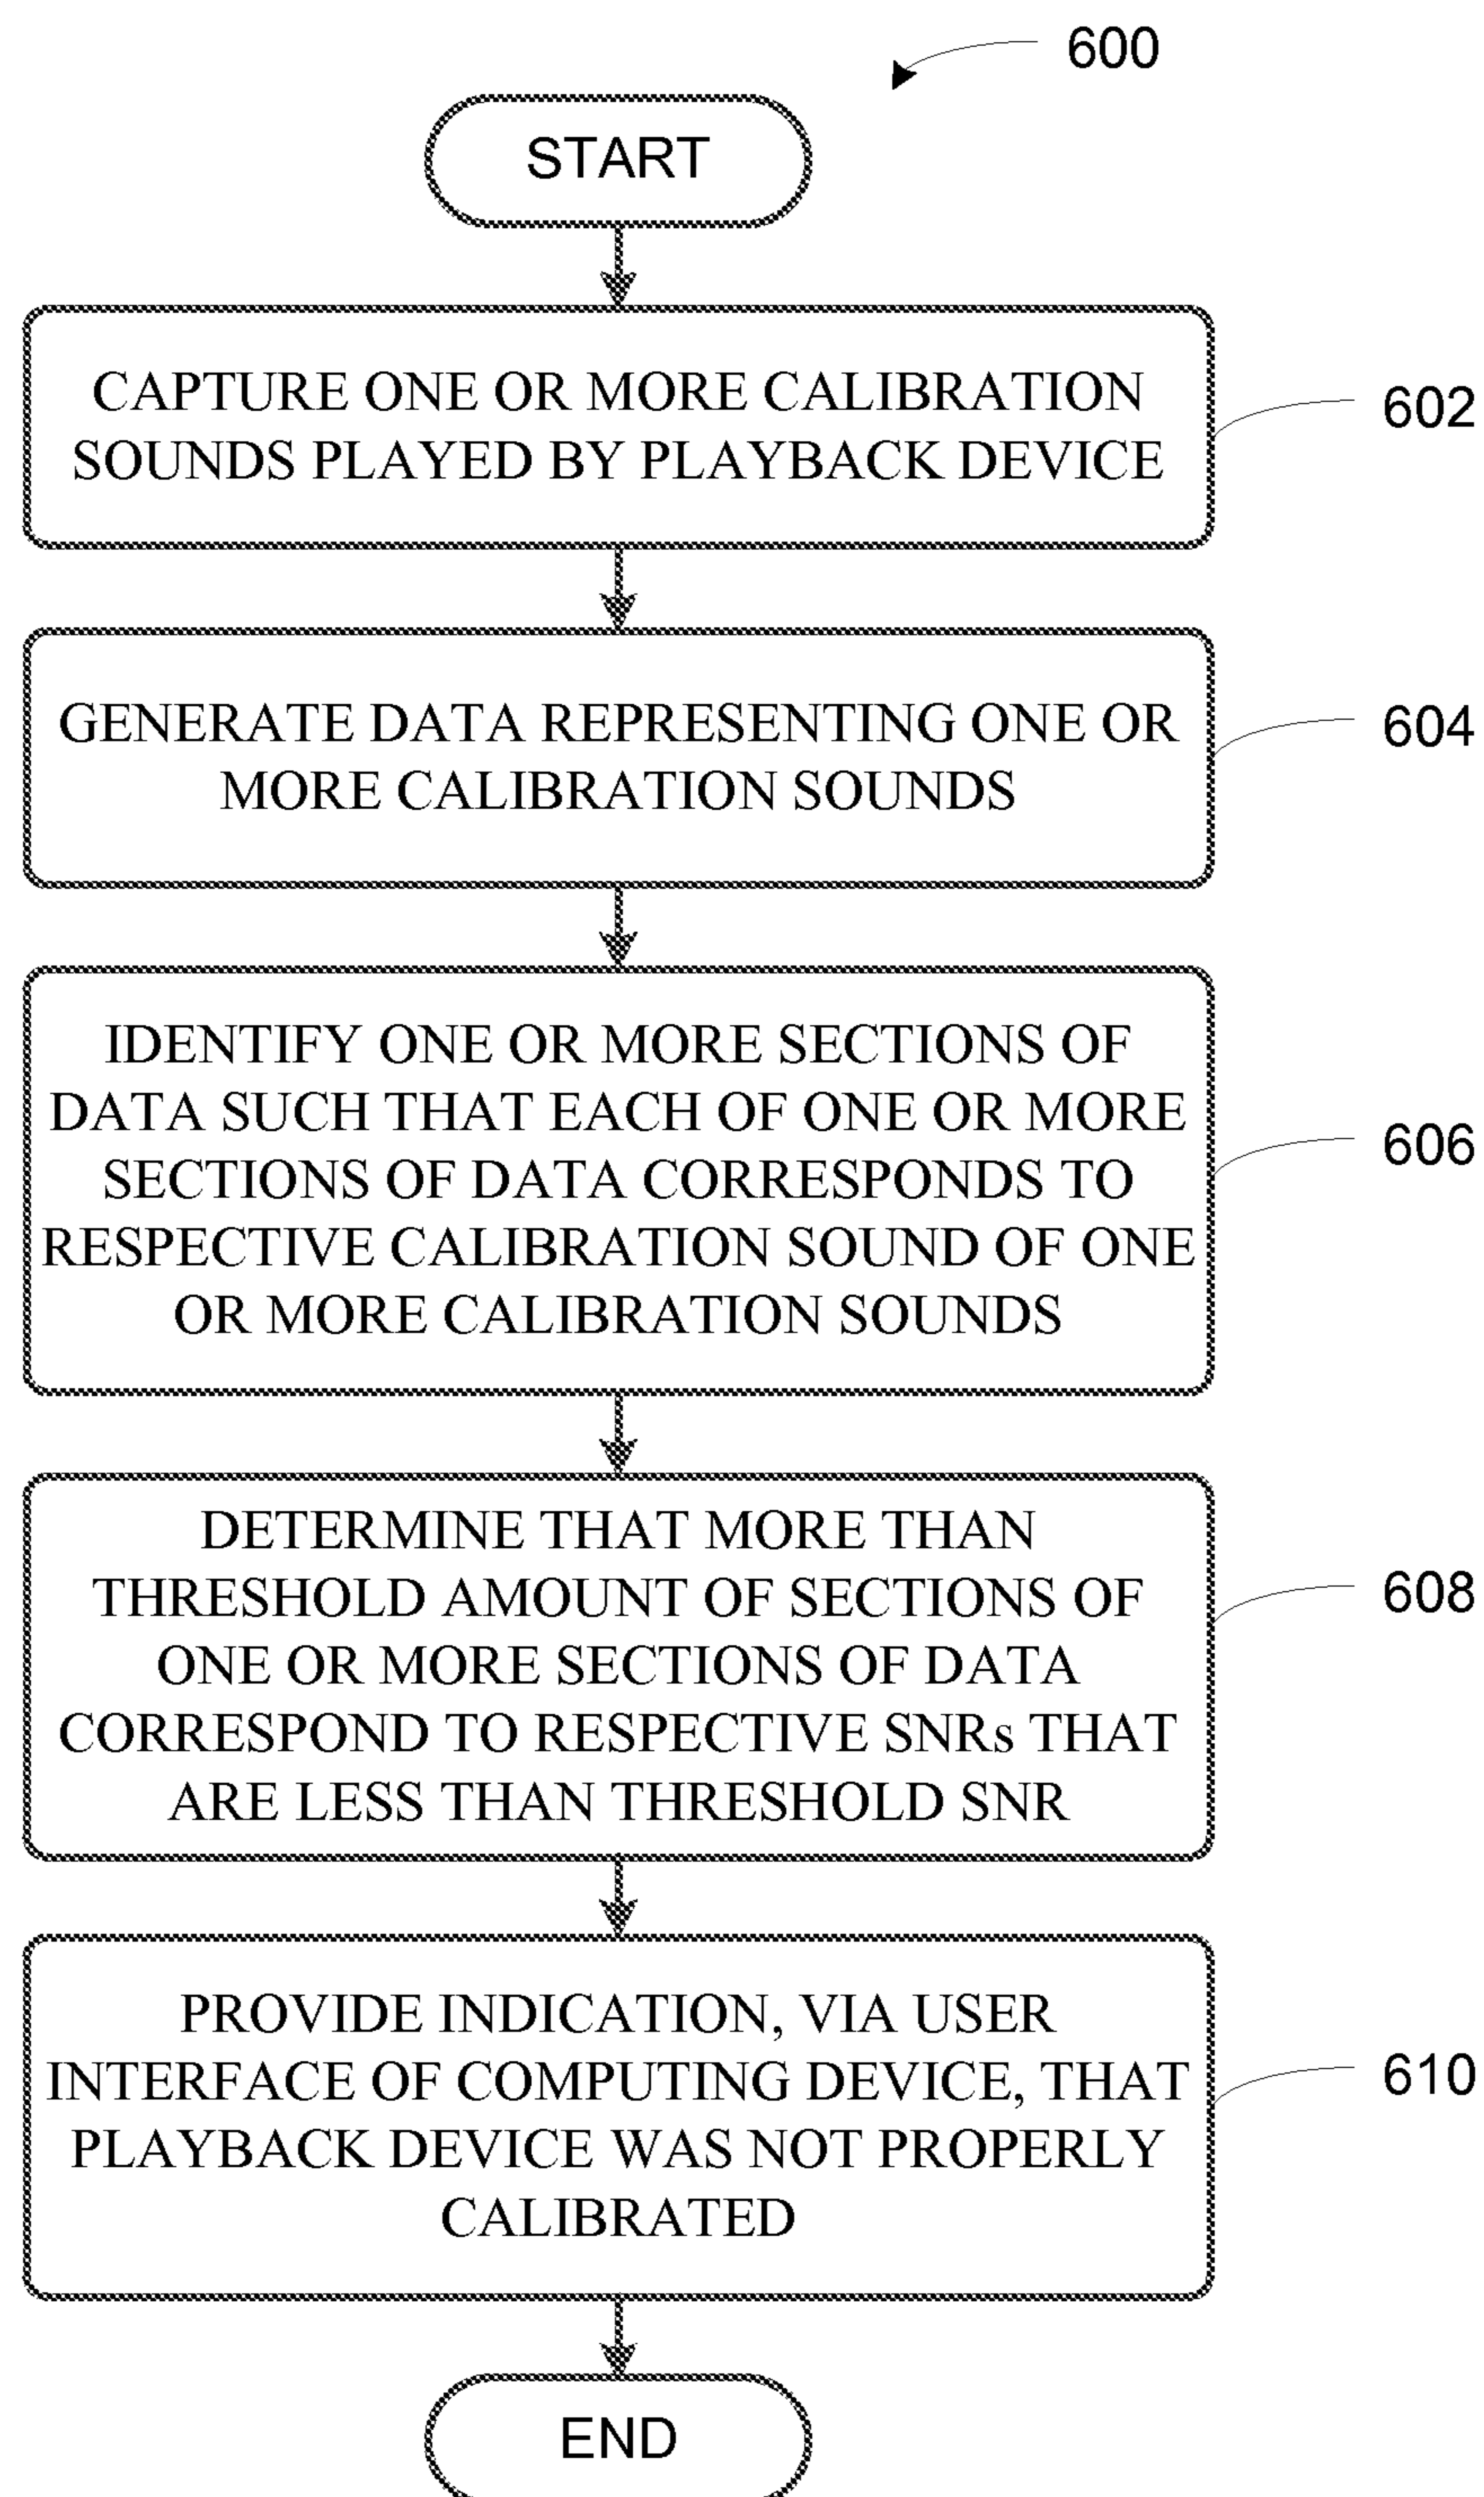 600
START
CAPTURE ONE OR MORE CALIBRATION
SOUNDS PLAYED BY PLAYBACK DEVICE
602
GENERATE DATA REPRESENTING ONE OR
MORE CALIBRATION SOUNDS
604
IDENTIFY ONE OR MORE SECTIONS OF
DATA SUCH THAT EACH OF ONE OR MORE
SECTIONS OF DATA CORRESPONDS TO
RESPECTIVE CALIBRATION SOUND OF ONE
OR MORE CALIBRATION SOUNDS
606
DETERMINE THAT MORE THAN
THRESHOLD AMOUNT OF SECTIONS OF
ONE OR MORE SECTIONS OF DATA
CORRESPOND TO RESPECTIVE SNRs THAT
ARE LESS THAN THRESHOLD SNR
608
PROVIDE INDICATION, VIA USER
INTERFACE OF COMPUTING DEVICE, THAT
PLAYBACK DEVICE WAS NOT PROPERLY
CALIBRATED
610
END